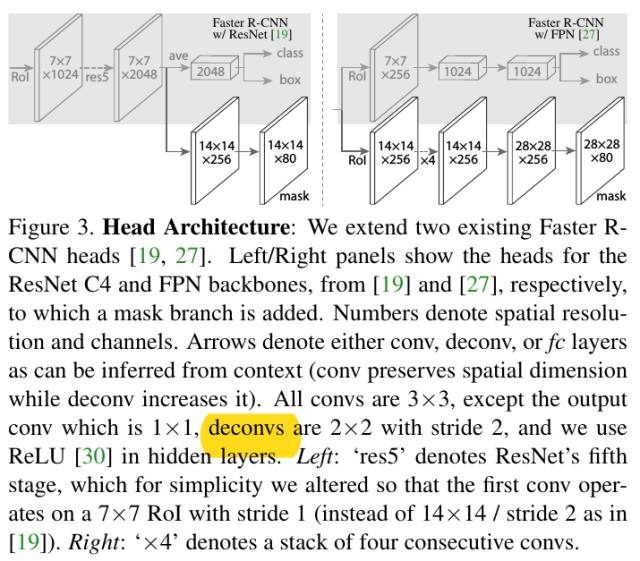 Faster R-CNN
w/ ResNet [19]
RoI
7×7
×1024
res5
7×7
×2048
ave
2048
class
box
14×14
×256
14×14
×80
mask
Faster R-CNN
w/ FPN [27]
RoI
7×7
×256
1024
1024
class
box
RoI
14×14
×256
×4
14×14
×256
28×28
×256
28×28
×80
mask
Figure 3. Head Architecture: We extend two existing Faster R-
CNN heads [19, 27]. Left/Right panels show the heads for the
ResNet C4 and FPN backbones, from [19] and [27], respectively,
to which a mask branch is added. Numbers denote spatial resolu-
tion and channels. Arrows denote either conv, deconv, or fc layers
as can be inferred from context (conv preserves spatial dimension
while deconv increases it). All convs are 3×3, except the output
conv which is 1×1, deconvs are 2×2 with stride 2, and we use
ReLU [30] in hidden layers. Left: ‘res5’ denotes ResNet’s fifth
stage, which for simplicity we altered so that the first conv oper-
ates on a 7×7 RoI with stride 1 (instead of 14×14 / stride 2 as in
[19]). Right: ‘×4’ denotes a stack of four consecutive convs.